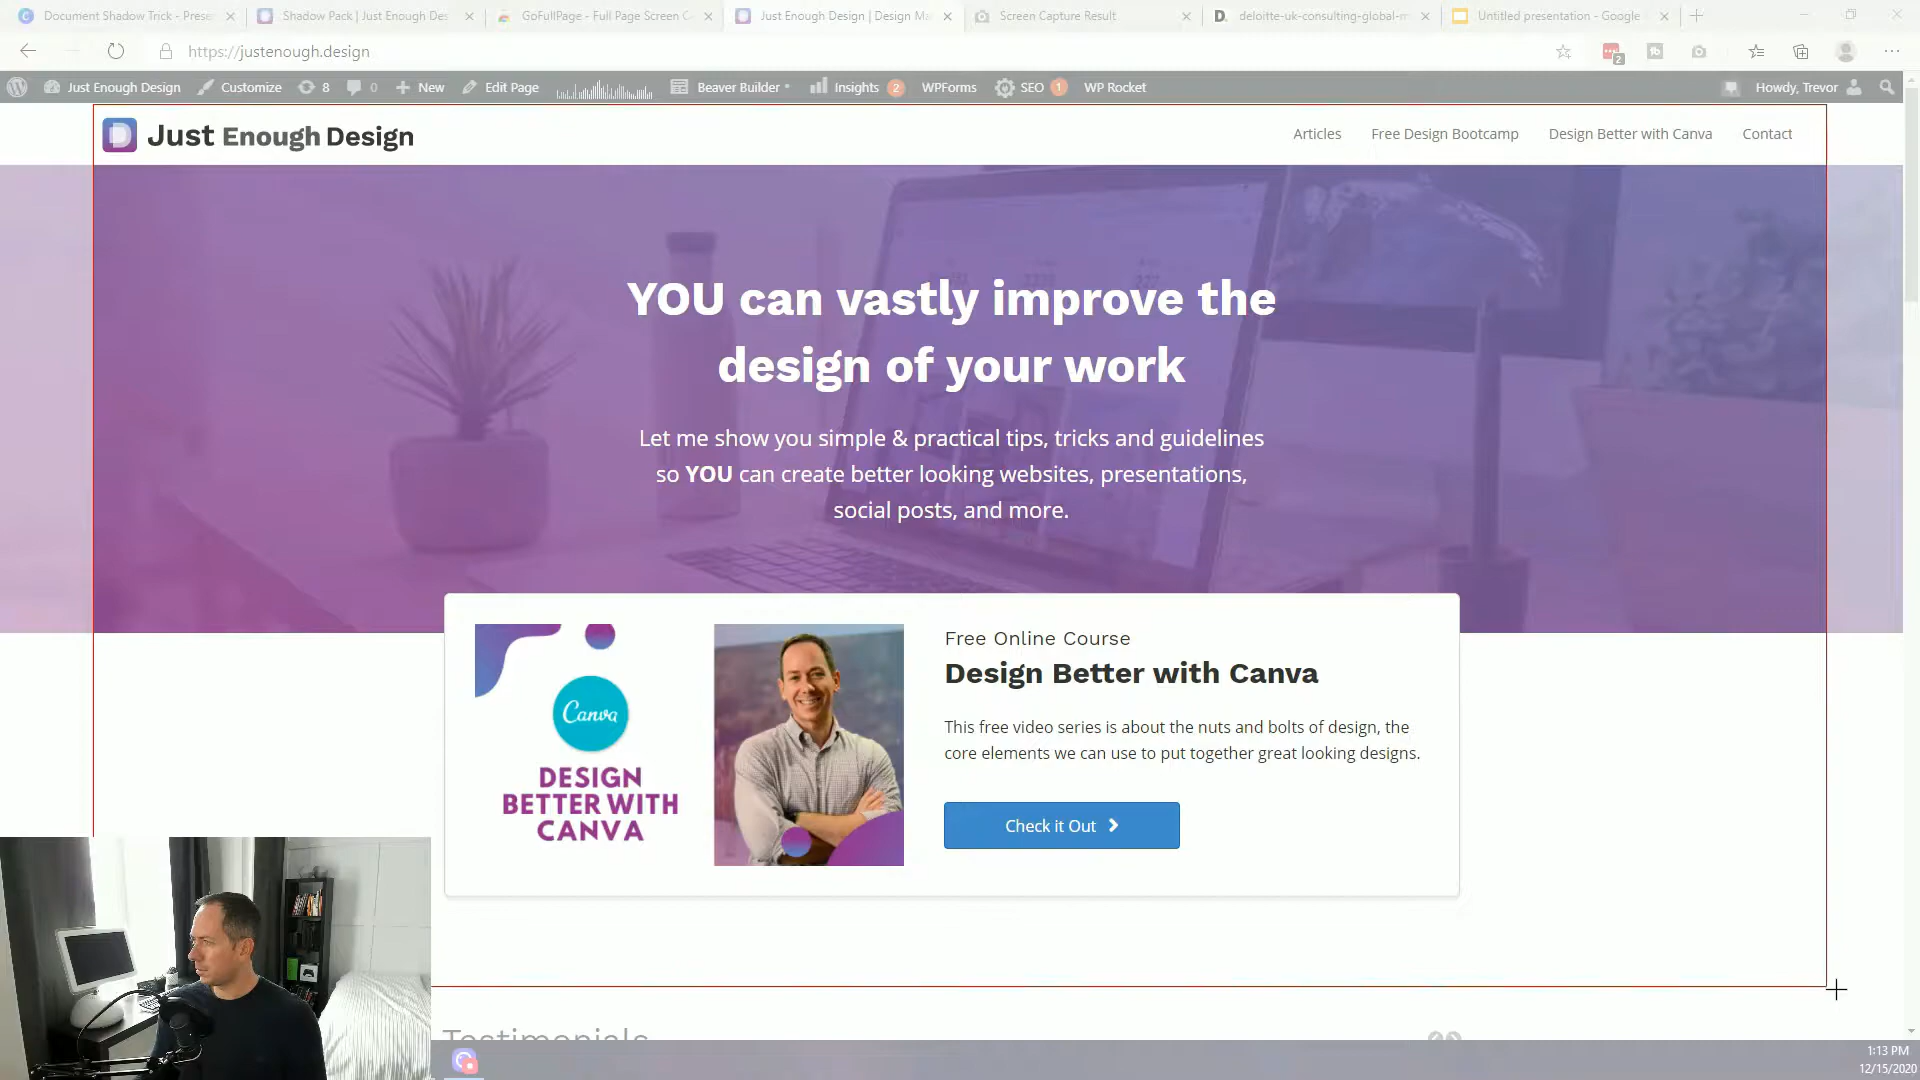 Document Shadow Trick - Prese
Shadow Pack | Just Enough Des
GoFullPage - Full Page Screen C
Just Enough Design | Design Ma
Screen Capture Result
D.
deloitte-uk-consulting-global-m
Untitled presentation - Google
https://justenough.design
2
Just Enough Design
Customize
8
0
New
Edit Page
Beaver Builder
Insights 2
WPForms
SEO 1
WP Rocket
Howdy, Trevor
Just Enough Design
Articles
Free Design Bootcamp
Design Better with Canva
Contact
YOU can vastly improve the
design of your work
Let me show you simple & practical tips, tricks and guidelines
so YOU can create better looking websites, presentations,
social posts, and more.
Canva
DESIGN
BETTER WITH
CANVA
Free Online Course
Design Better with Canva
This free video series is about the nuts and bolts of design, the
core elements we can use to put together great looking designs.
Check it Out
Testimonials
1:13 PM
12/15/2020